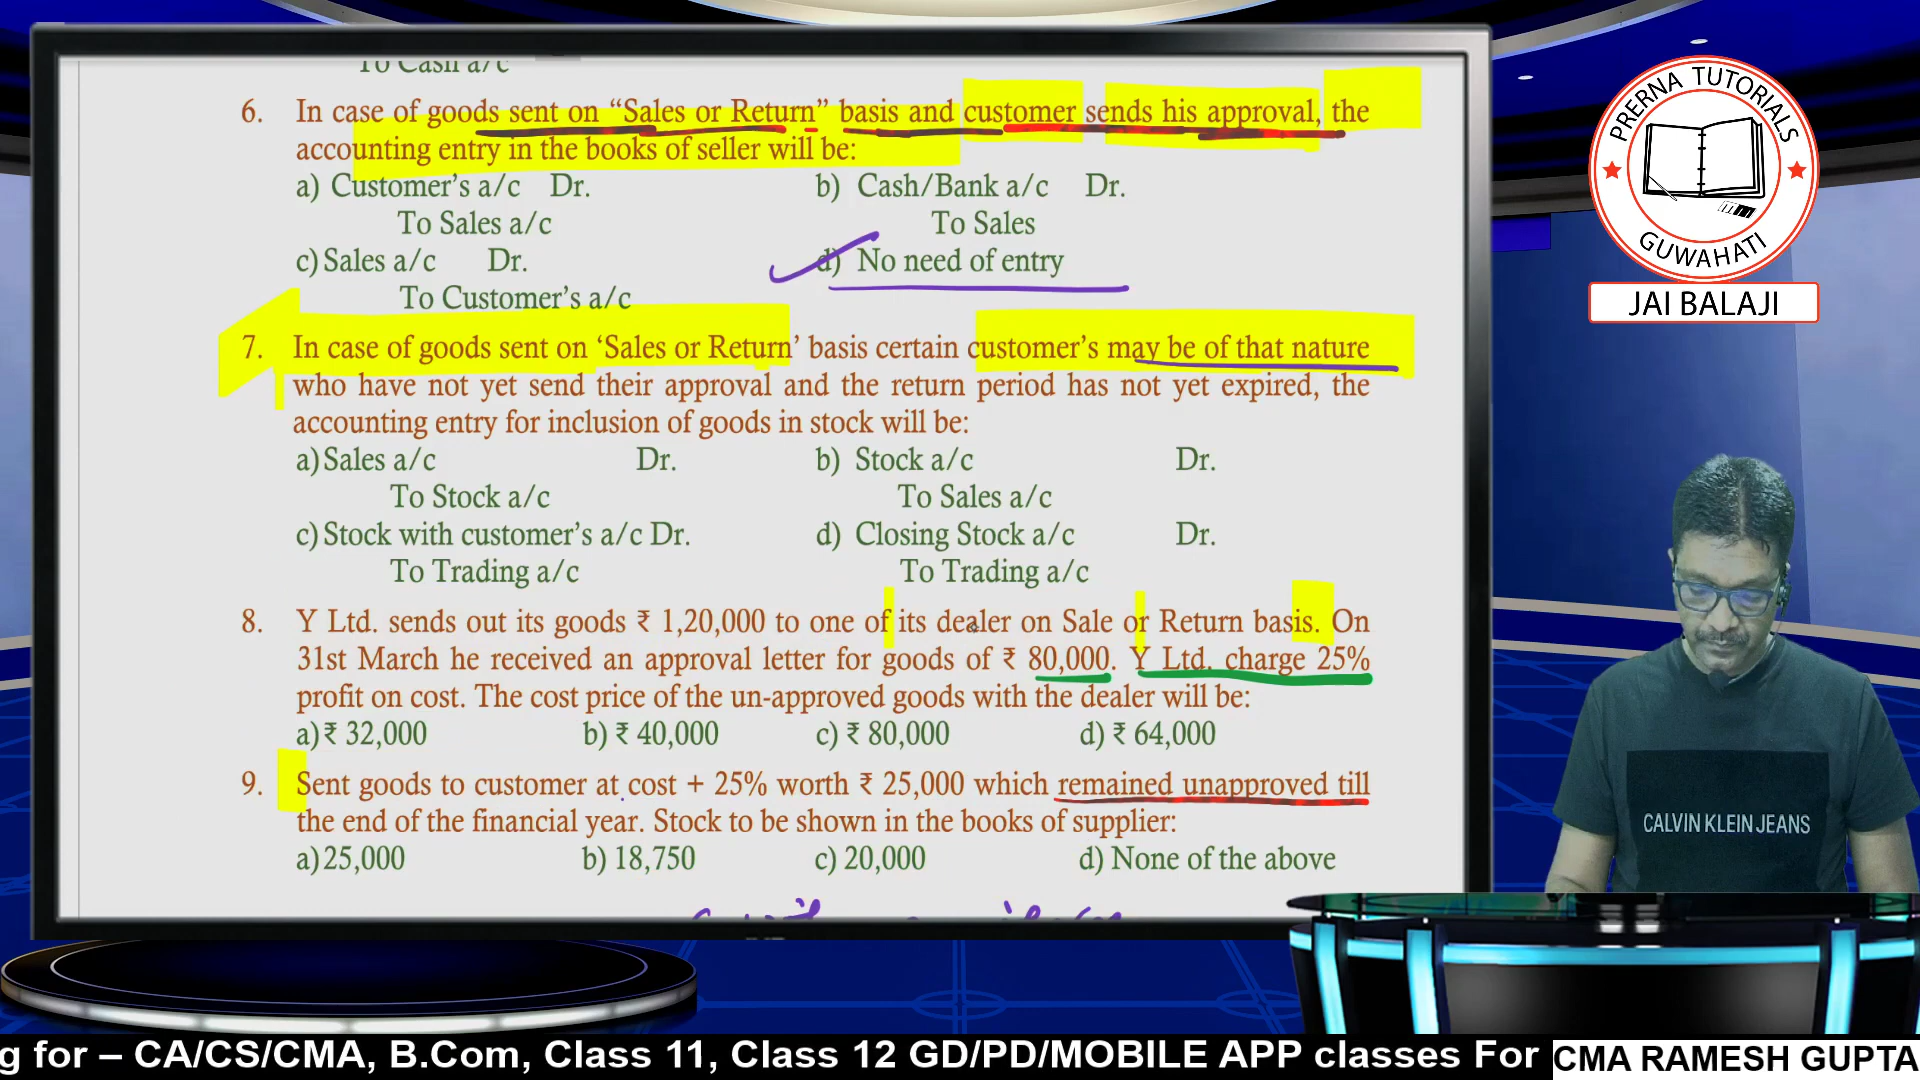 To Cash a/c
6. In case of goods sent on “Sales or Return” basis and customer sends his approval, the
accounting entry in the books of seller will be:
a) Customer’s a/c Dr. b) Cash/Bank a/c Dr.
To Sales a/c To Sales
c) Sales a/c Dr. d) No need of entry
To Customer’s a/c
7. In case of goods sent on ‘Sales or Return’ basis certain customer’s may be of that nature
who have not yet send their approval and the return period has not yet expired, the
accounting entry for inclusion of goods in stock will be:
a) Sales a/c Dr. b) Stock a/c Dr.
To Stock a/c To Sales a/c
c) Stock with customer’s a/c Dr. d) Closing Stock a/c Dr.
To Trading a/c To Trading a/c
8. Y Ltd. sends out its goods ₹ 1,20,000 to one of its dealer on Sale or Return basis. On
31st March he received an approval letter for goods of ₹ 80,000. Y Ltd. charge 25%
profit on cost. The cost price of the un-approved goods with the dealer will be:
a) ₹ 32,000 b) ₹ 40,000 c) ₹ 80,000 d) ₹ 64,000
9. Sent goods to customer at cost + 25% worth ₹ 25,000 which remained unapproved till
the end of the financial year. Stock to be shown in the books of supplier:
a) 25,000 b) 18,750 c) 20,000 d) None of the above
PRERNA TUTORIALS
GUWAHATI
JAI BALAJI
CALVIN KLEIN JEANS
g for – CA/CS/CMA, B.Com, Class 11, Class 12 GD/PD/MOBILE APP classes For
CMA RAMESH GUPTA